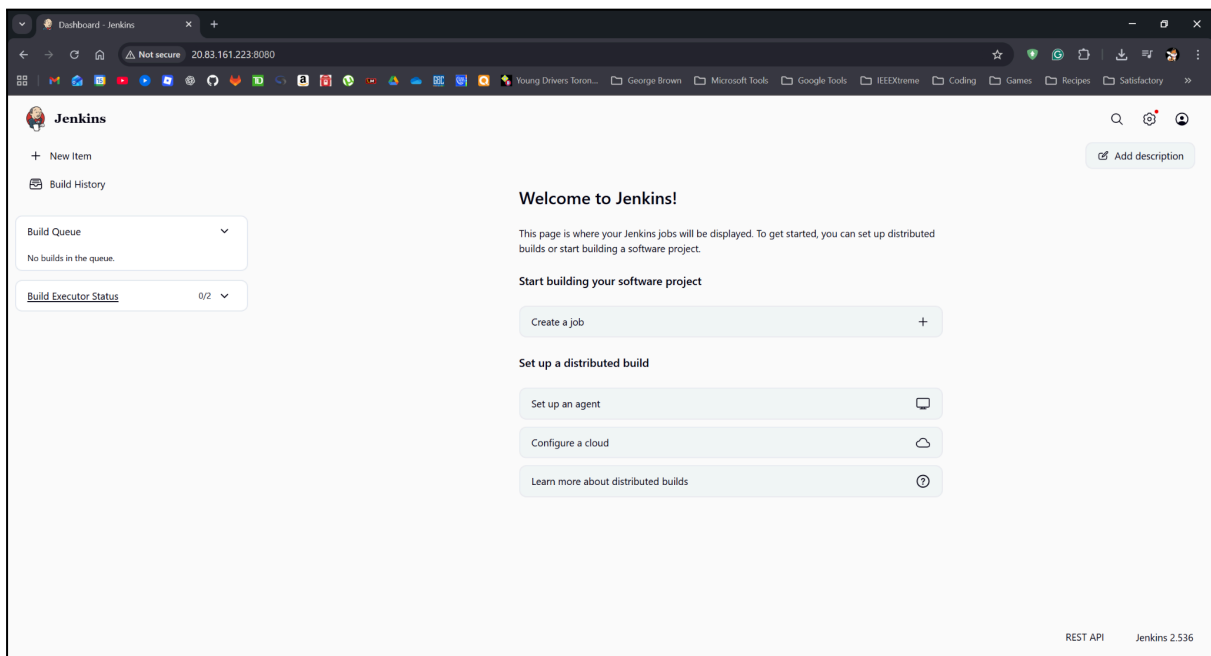 Dashboard - Jenkins
Not secure 20.83.161.223:8080
Young Drivers Toron... George Brown Microsoft Tools Google Tools IEEEXtreme Coding Games Recipes Satisfactory »
Jenkins
New Item
Add description
Build History
Welcome to Jenkins!
Build Queue
This page is where your Jenkins jobs will be displayed. To get started, you can set up distributed
builds or start building a software project.
No builds in the queue.
Start building your software project
Build Executor Status 0/2
Create a job
Set up a distributed build
Set up an agent
Configure a cloud
Learn more about distributed builds
REST API Jenkins 2.536